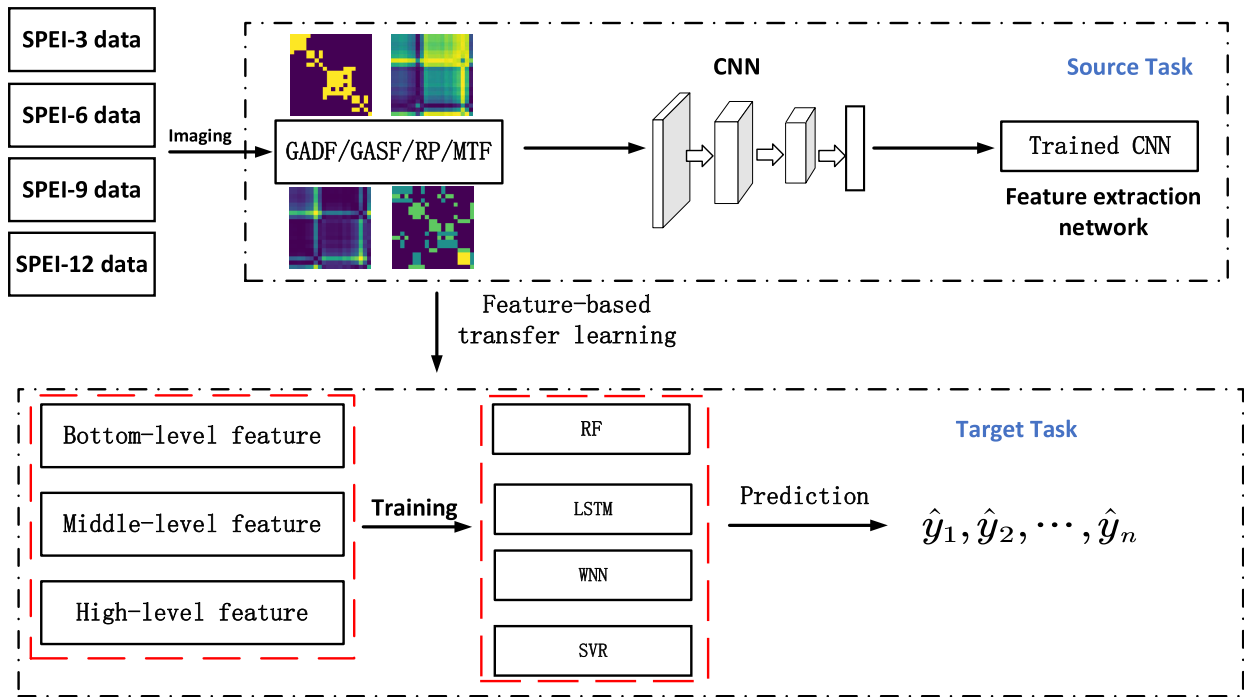 SPEI-3 data
SPEI-6 data
SPEI-9 data
SPEI-12 data
Imaging
GADF/GASF/RP/MTF
CNN
Source Task
Trained CNN
Feature extraction
network
Feature-based
transfer learning
Bottom-level feature
Middle-level feature
High-level feature
Training
RF
LSTM
WNN
SVR
Target Task
Prediction
ŷ₁, ŷ₂, ⋯, ŷₙ